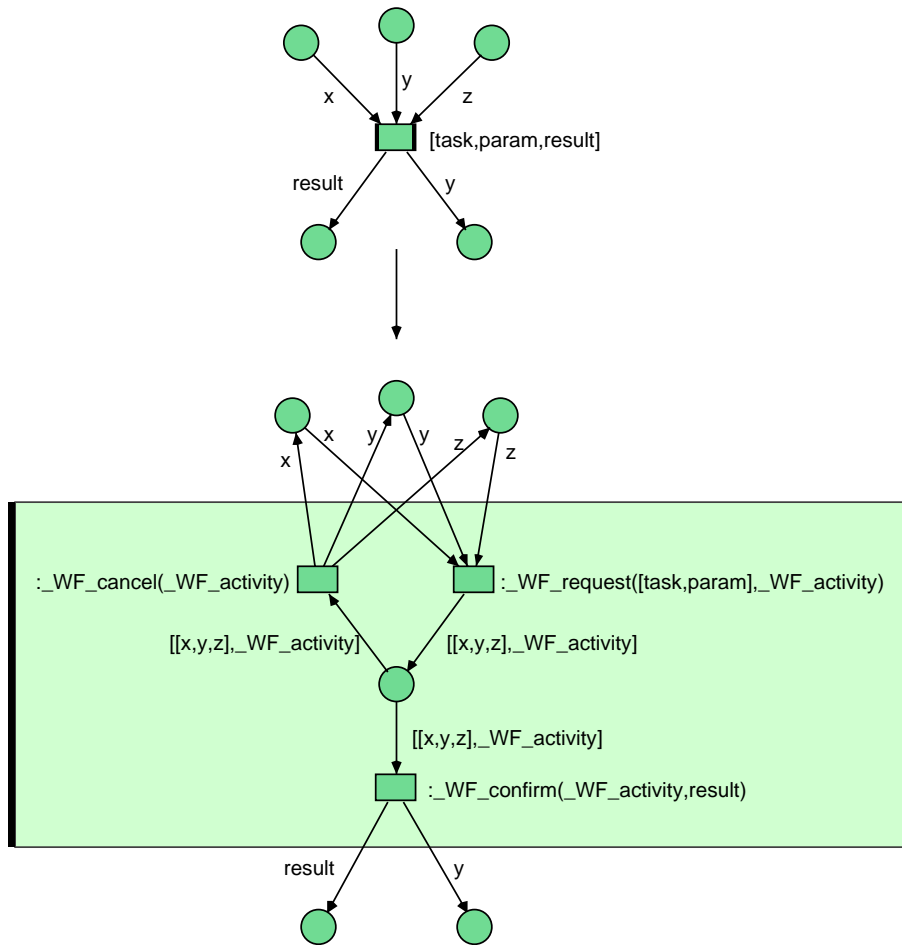 x
y
z
[task,param,result]
result
y
x
x
y
y
z
z
:_WF_cancel(_WF_activity)
:_WF_request([task,param],_WF_activity)
[[x,y,z],_WF_activity]
[[x,y,z],_WF_activity]
[[x,y,z],_WF_activity]
:_WF_confirm(_WF_activity,result)
result
y